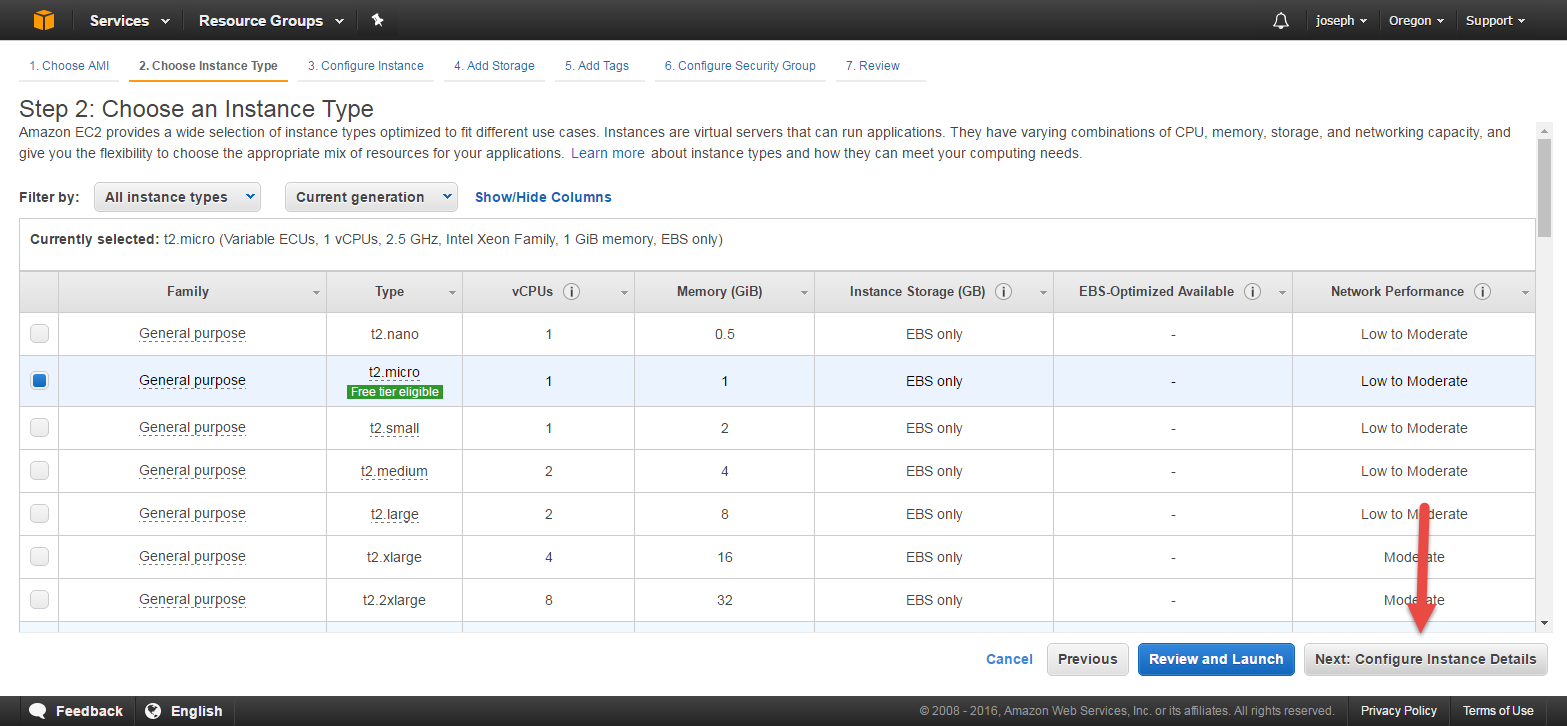 Services Resource Groups joseph Oregon Support
1. Choose AMI 2. Choose Instance Type 3. Configure Instance 4. Add Storage 5. Add Tags 6. Configure Security Group 7. Review
Step 2: Choose an Instance Type
Amazon EC2 provides a wide selection of instance types optimized to fit different use cases. Instances are virtual servers that can run applications. They have varying combinations of CPU, memory, storage, and networking capacity, and
give you the flexibility to choose the appropriate mix of resources for your applications. Learn more about instance types and how they can meet your computing needs.
Filter by: All instance types Current generation Show/Hide Columns
Currently selected: t2.micro (Variable ECUs, 1 vCPUs, 2.5 GHz, Intel Xeon Family, 1 GiB memory, EBS only)
Family Type vCPUs i Memory (GiB) Instance Storage (GB) i EBS-Optimized Available i Network Performance i
General purpose t2.nano 1 0.5 EBS only - Low to Moderate
General purpose t2.micro 1 1 EBS only - Low to Moderate
Free tier eligible
General purpose t2.small 1 2 EBS only - Low to Moderate
General purpose t2.medium 2 4 EBS only - Low to Moderate
General purpose t2.large 2 8 EBS only - Low to Moderate
General purpose t2.xlarge 4 16 EBS only - Moderate
General purpose t2.2xlarge 8 32 EBS only - Moderate
Cancel Previous Review and Launch Next: Configure Instance Details
Feedback English © 2008 - 2016, Amazon Web Services, Inc. or its affiliates. All rights reserved. Privacy Policy Terms of Use